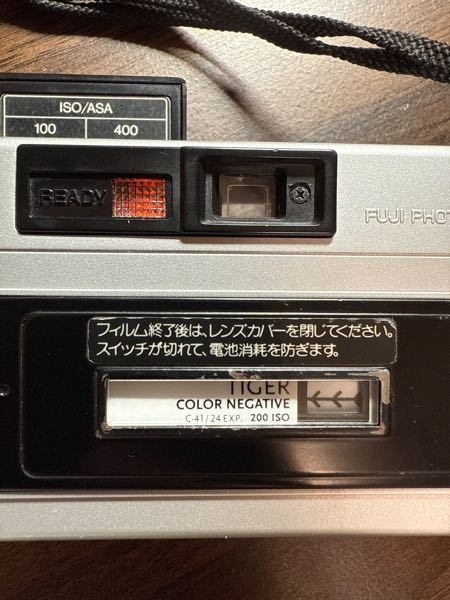 ISO/ASA
100 400
READY
FUJI PHOT
フィルム終了後は、レンズカバーを閉じてください。
スイッチが切れて、電池消耗を防ぎます。
TIGER
COLOR NEGATIVE
C-41/24 EXP. 200 ISO